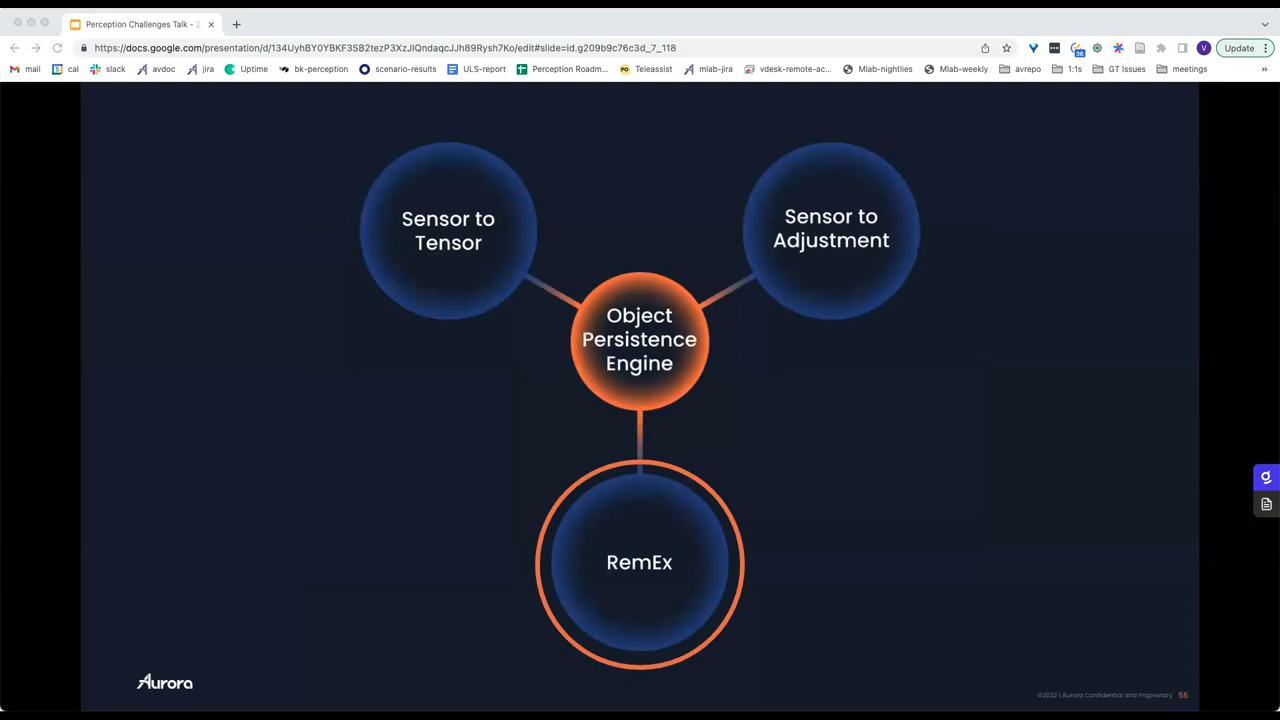 Perception Challenges Talk - 2
https://docs.google.com/presentation/d/134UyhBY0YBKF3SB2tezP3XzJIQndaqcJJh89Rysh7Ko/edit#slide=id.g209b9c76c3d_7_118
36
V
Update
mail
cal
slack
avdoc
jira
Uptime
bk-perception
scenario-results
ULS-report
Perception Roadm...
PO
Teleassist
mlab-jira
vdesk-remote-ac...
Mlab-nightlies
Mlab-weekly
avrepo
1:1s
GT Issues
meetings
»
Sensor to
Tensor
Sensor to
Adjustment
Object
Persistence
Engine
RemEx
Aurora
©2022 | Aurora Confidential and Proprietary 55